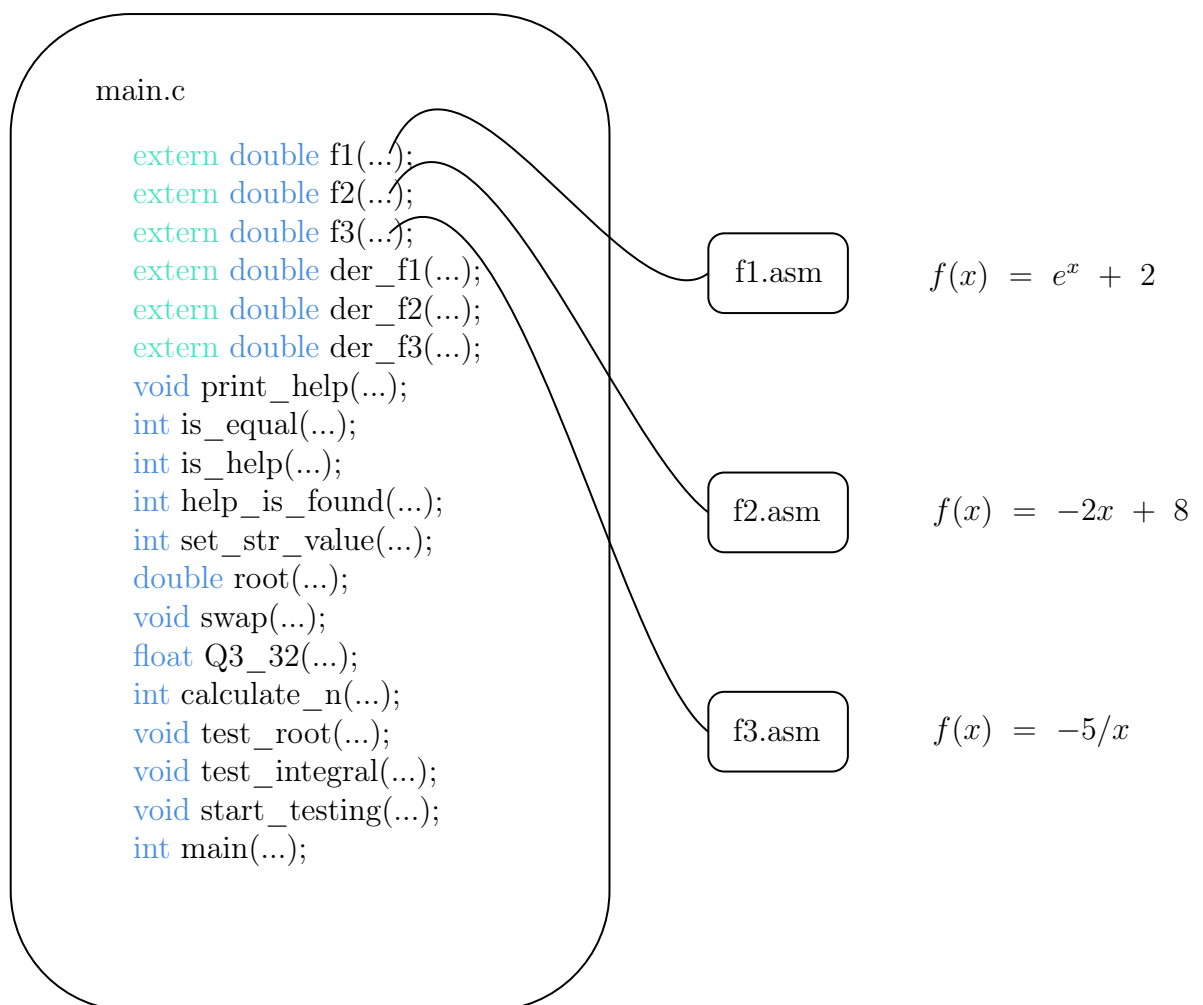 main.c
extern double f1(...);
extern double f2(...);
extern double f3(...);
extern double der_f1(...);
extern double der_f2(...);
extern double der_f3(...);
void print_help(...);
int is_equal(...);
int is_help(...);
int help_is_found(...);
int set_str_value(...);
double root(...);
void swap(...);
float Q3_32(...);
int calculate_n(...);
void test_root(...);
void test_integral(...);
void start_testing(...);
int main(...);
f1.asm
f(x) = e^x + 2
f2.asm
f(x) = −2x + 8
f3.asm
f(x) = −5/x